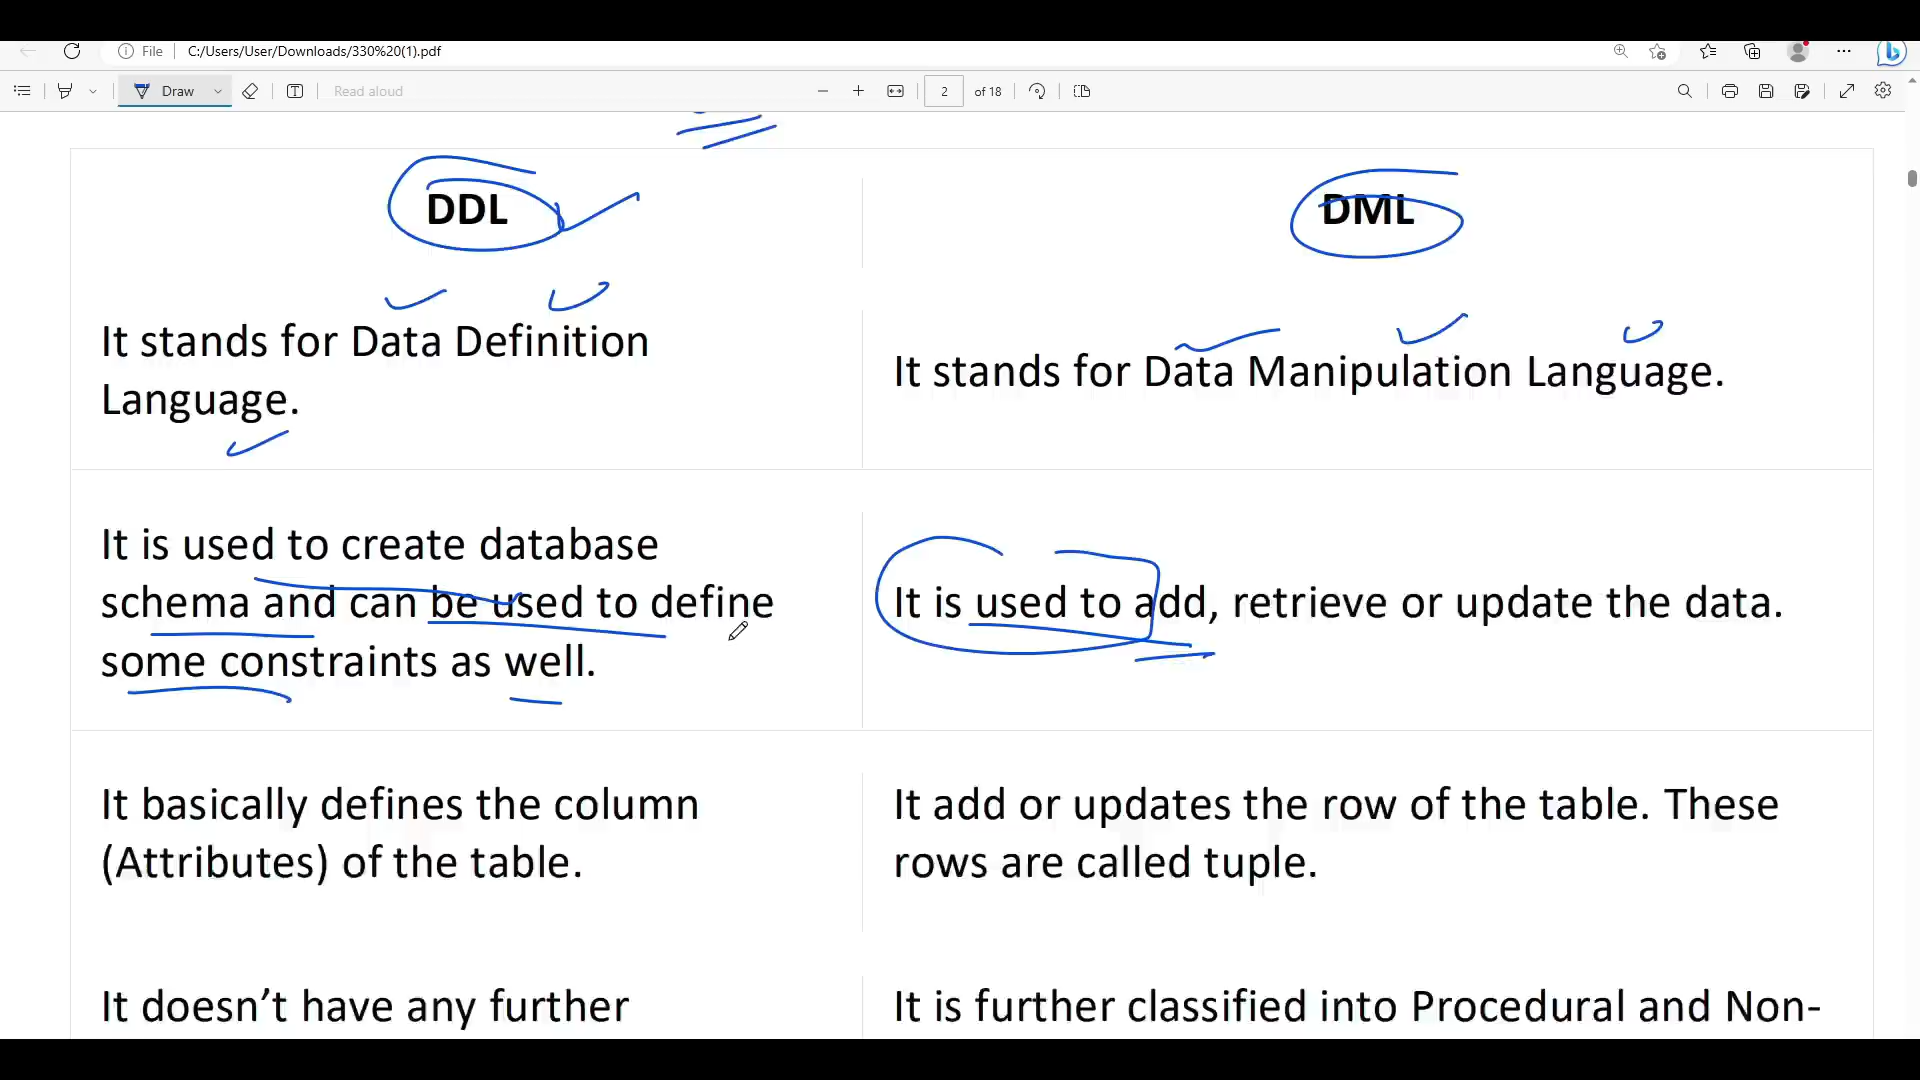 File
C:/Users/User/Downloads/330%20(1).pdf
Draw
Read aloud
2
of 18
DDL
DML
It stands for Data Definition
Language.
It stands for Data Manipulation Language.
It is used to create database
schema and can be used to define
some constraints as well.
It is used to add, retrieve or update the data.
It basically defines the column
(Attributes) of the table.
It add or updates the row of the table. These
rows are called tuple.
It doesn’t have any further
It is further classified into Procedural and Non-